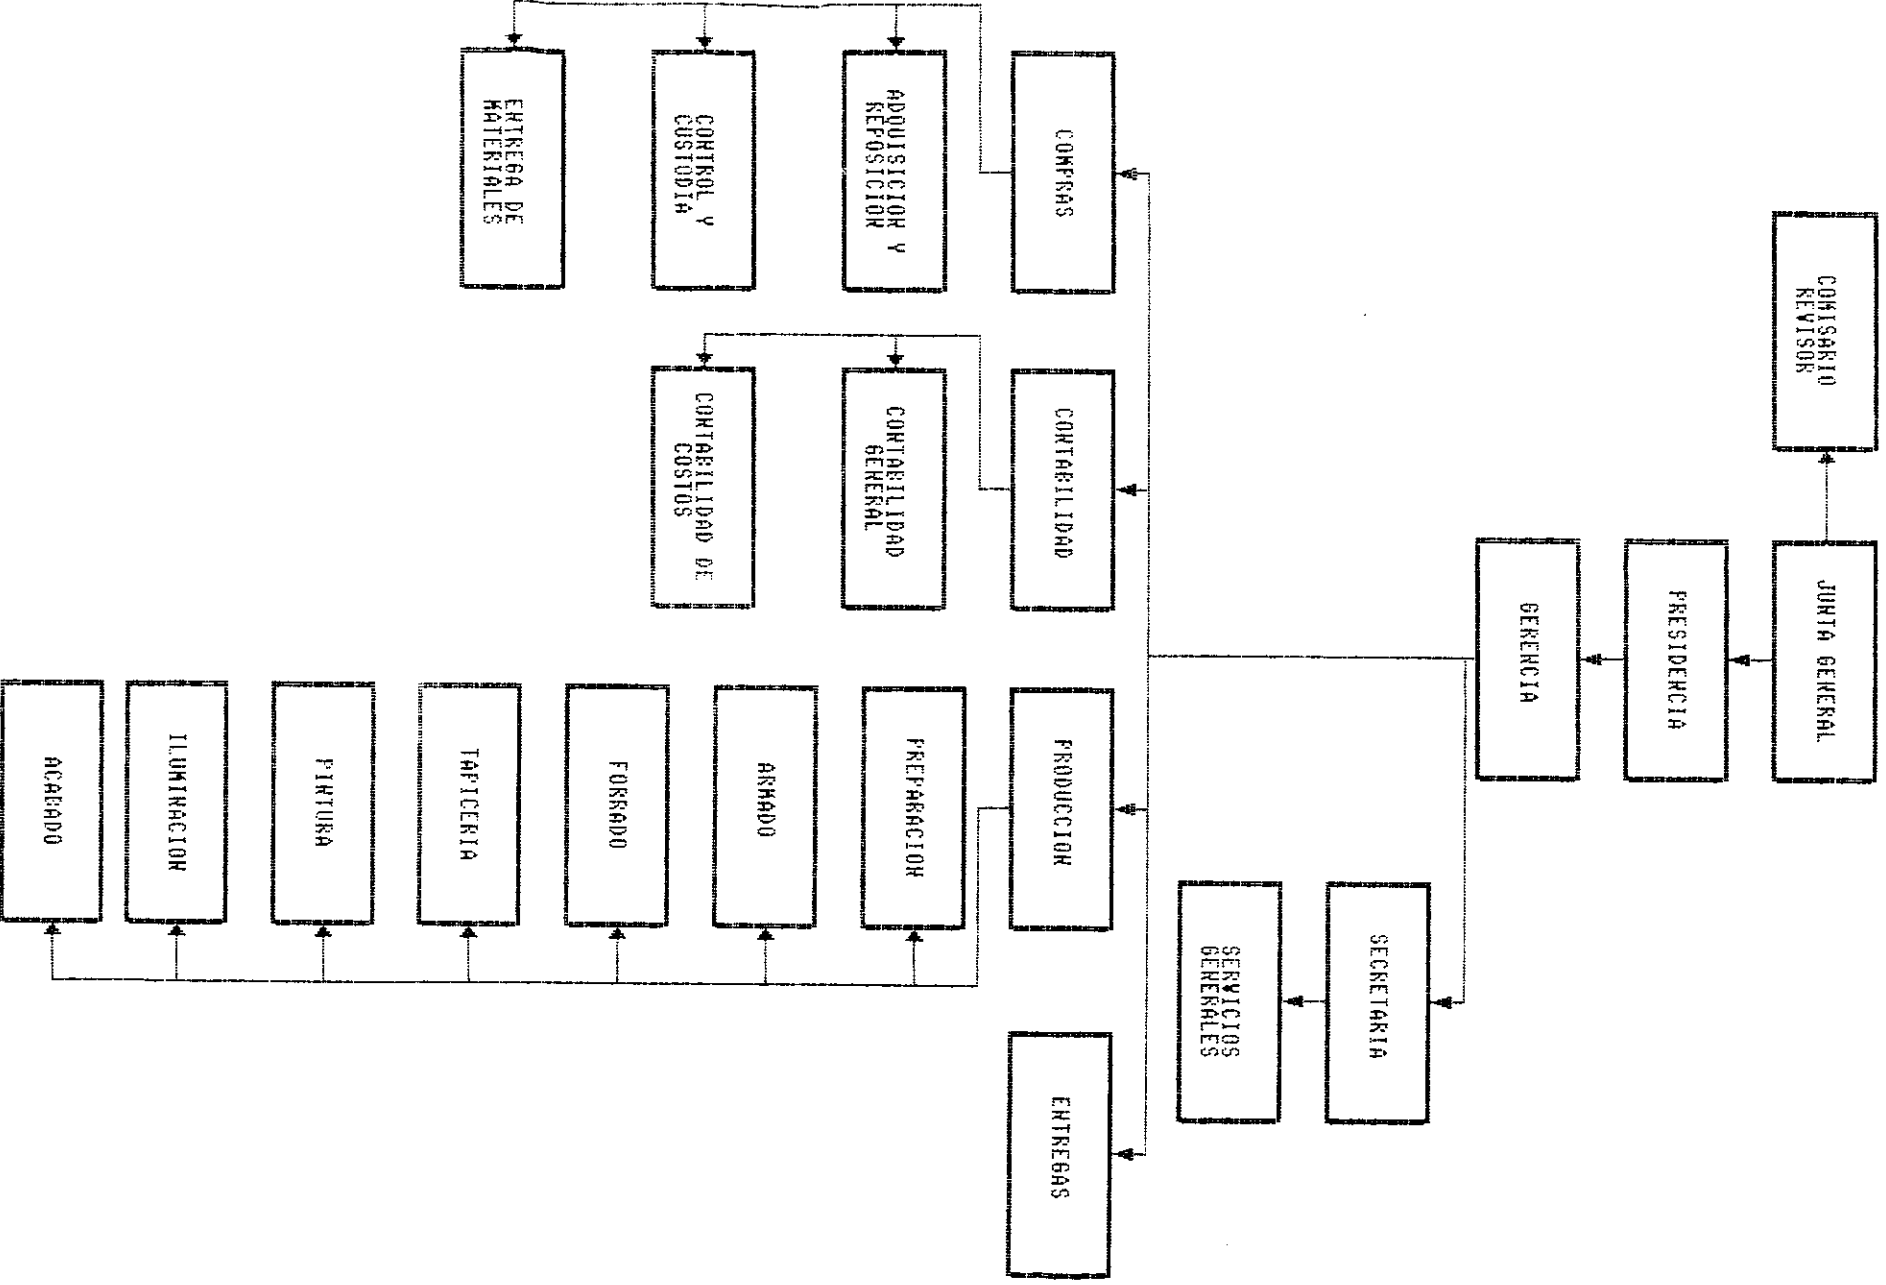 JUNTA GENERAL
COMISARIO
REVISOR
PRESIDENCIA
GERENCIA
SECRETARIA
SERVICIOS
GENERALES
COMPRAS
CONTABILIDAD
PRODUCCION
ENTREGAS
ADQUISICION Y
REPOSICION
CONTROL Y
CUSTODIA
ENTREGA DE
MATERIALES
CONTABILIDAD
GENERAL
CONTABILIDAD DE
COSTOS
PREPARACION
ARMADO
FORRADO
TAPICERIA
PINTURA
ILUMINACION
ACABADO